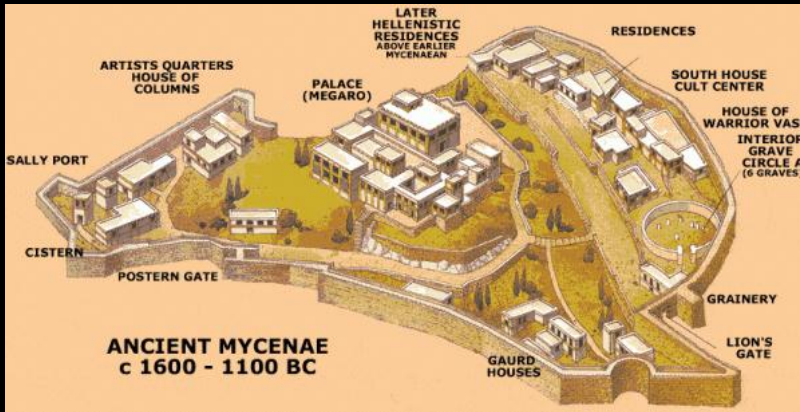 LATER
HELLENISTIC
RESIDENCES
ABOVE EARLIER
MYCENAEAN
RESIDENCES
ARTISTS QUARTERS
HOUSE OF
COLUMNS
PALACE
(MEGARO)
SOUTH HOUSE
CULT CENTER
HOUSE OF
WARRIOR VAS
INTERIOR
GRAVE
CIRCLE A
(6 GRAVES)
SALLY PORT
CISTERN
POSTERN GATE
GRAINERY
LION'S
GATE
GAURD
HOUSES
ANCIENT MYCENAE
c 1600 - 1100 BC